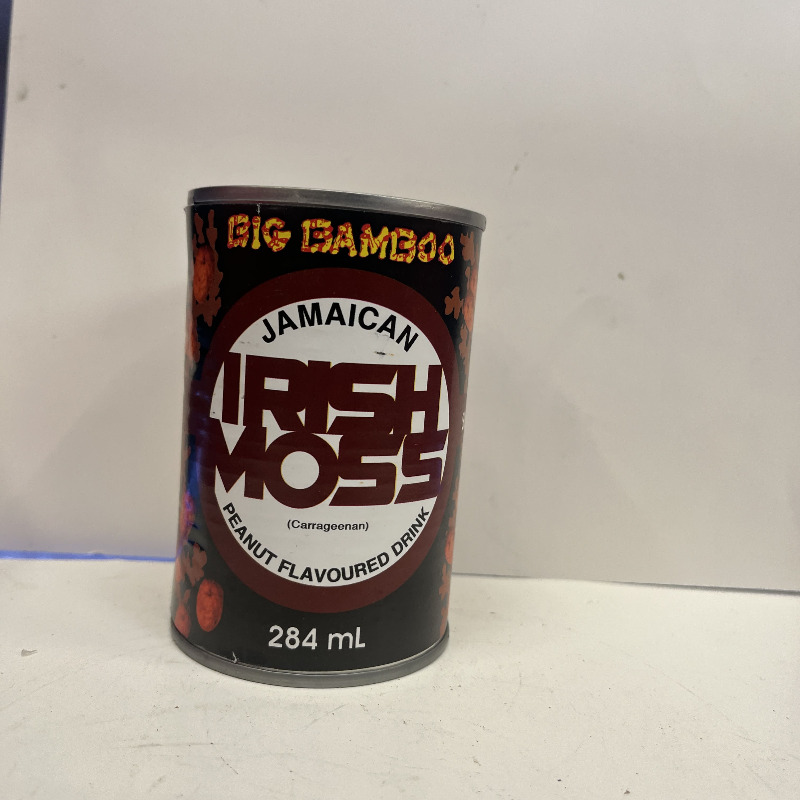 BIG BAMBOO
JAMAICAN
IRISH
MOSS
(Carrageenan)
PEANUT FLAVOURED DRINK
284 mL